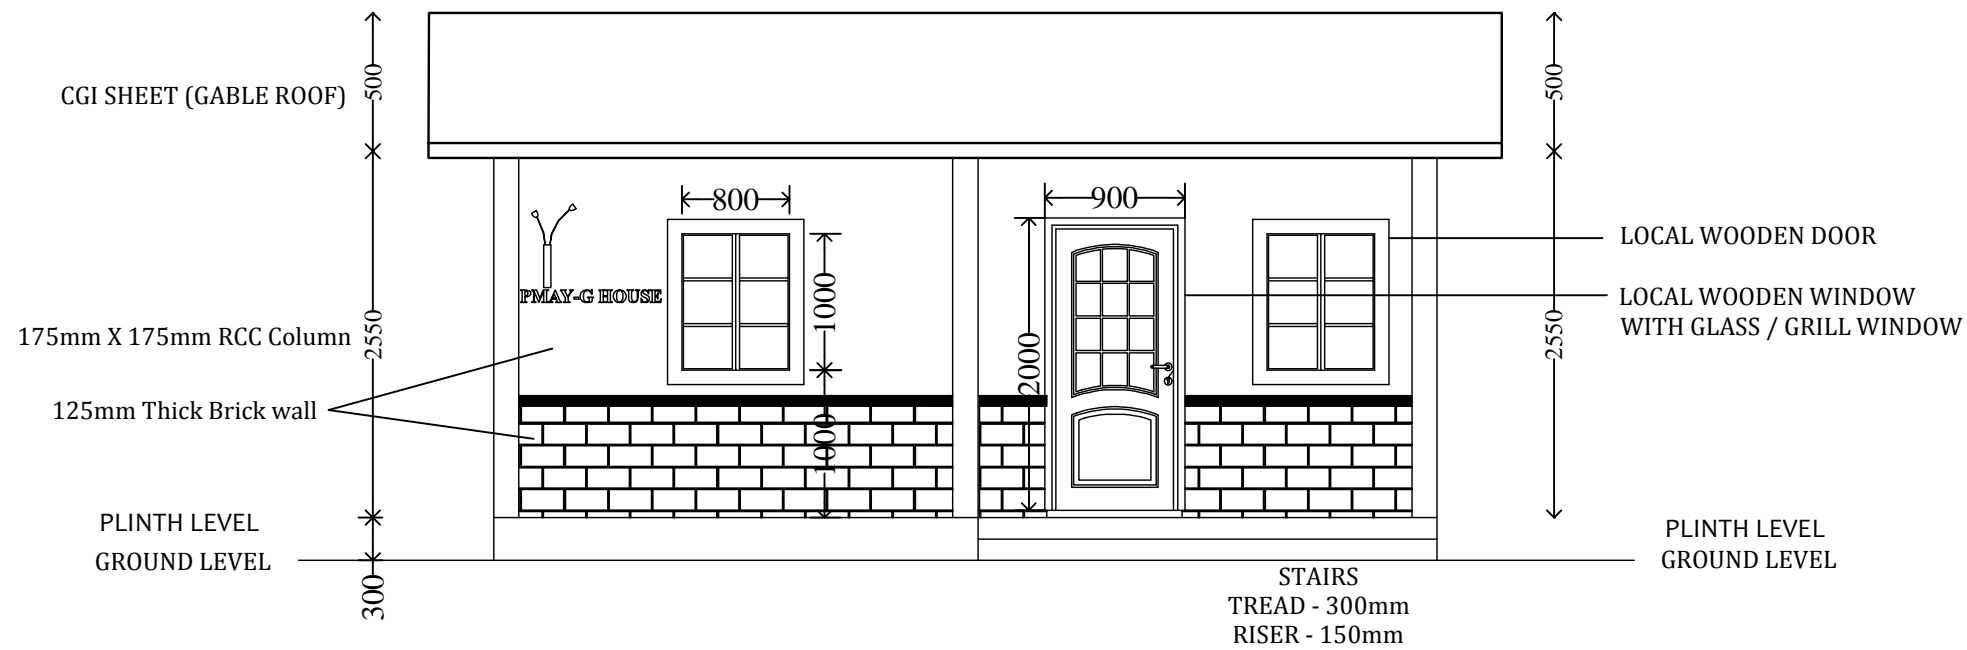 500
500
CGI SHEET (GABLE ROOF)
800
900
LOCAL WOODEN DOOR
PMAY-G HOUSE
1000
LOCAL WOODEN WINDOW
WITH GLASS / GRILL WINDOW
175mm X 175mm RCC Column
2550
2000
2550
125mm Thick Brick wall
1000
PLINTH LEVEL
PLINTH LEVEL
GROUND LEVEL
GROUND LEVEL
300
STAIRS
TREAD - 300mm
RISER - 150mm